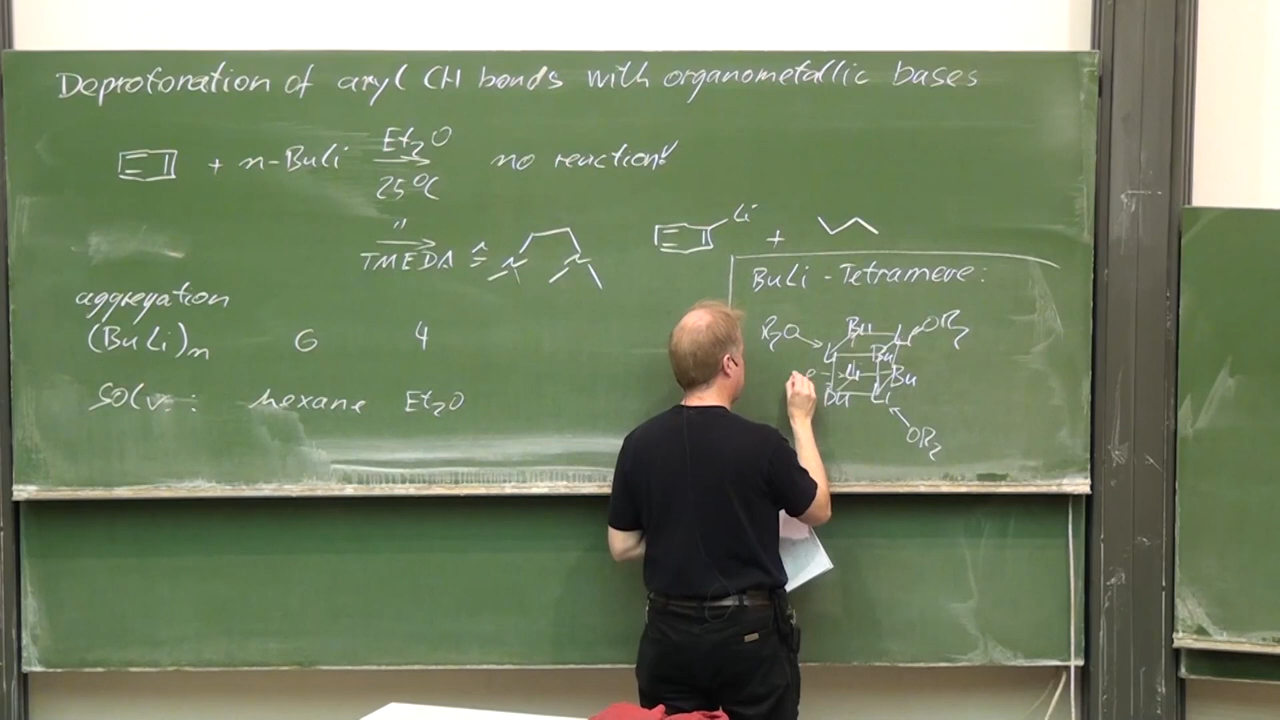 Deprotonation of aryl CH bonds with organometallic bases
+ n-BuLi Et2O 25°C no reaction!
" TMEDA ≙ N N Li +
aggregation
(BuLi)n 6 4
Solv.: hexane Et2O
BuLi-Tetramere:
R2O Bu Li OR2
Li Bu
Li Bu
Bu Li
OR2